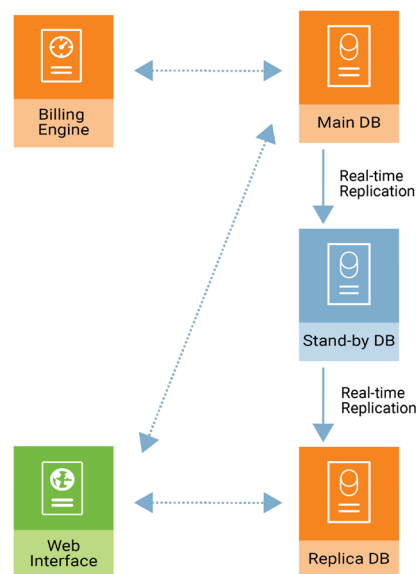 Billing
Engine
Main DB
Real-time
Replication
Stand-by DB
Real-time
Replication
Web
Interface
Replica DB